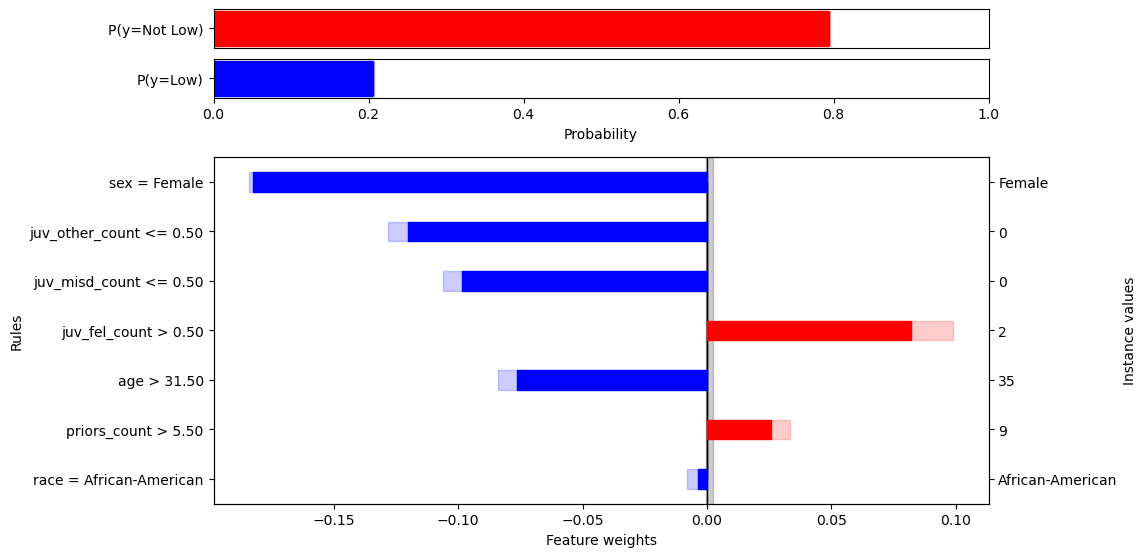 P(y=Not Low)
P(y=Low)
0.0 0.2 0.4 0.6 0.8 1.0
Probability
Rules
sex = Female Female
juv_other_count <= 0.50 0
juv_misd_count <= 0.50 0
juv_fel_count > 0.50 2
age > 31.50 35
priors_count > 5.50 9
race = African-American African-American
Instance values
−0.15 −0.10 −0.05 0.00 0.05 0.10
Feature weights